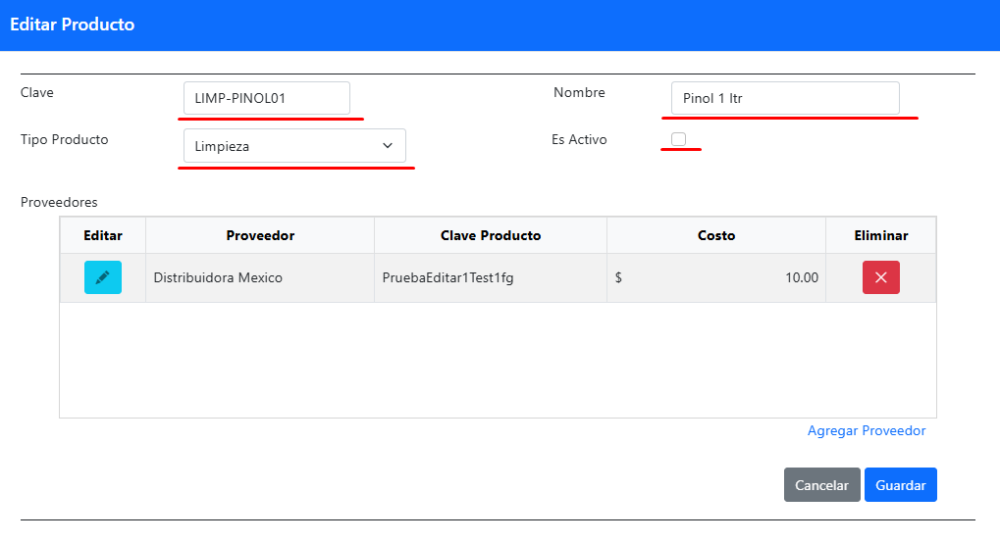 Editar Producto
Clave LIMP-PINOL01 Nombre Pinol 1 ltr
Tipo Producto Limpieza Es Activo
Proveedores
Editar Proveedor Clave Producto Costo Eliminar
Distribuidora Mexico PruebaEditar1Test1fg $ 10.00
Agregar Proveedor
Cancelar Guardar